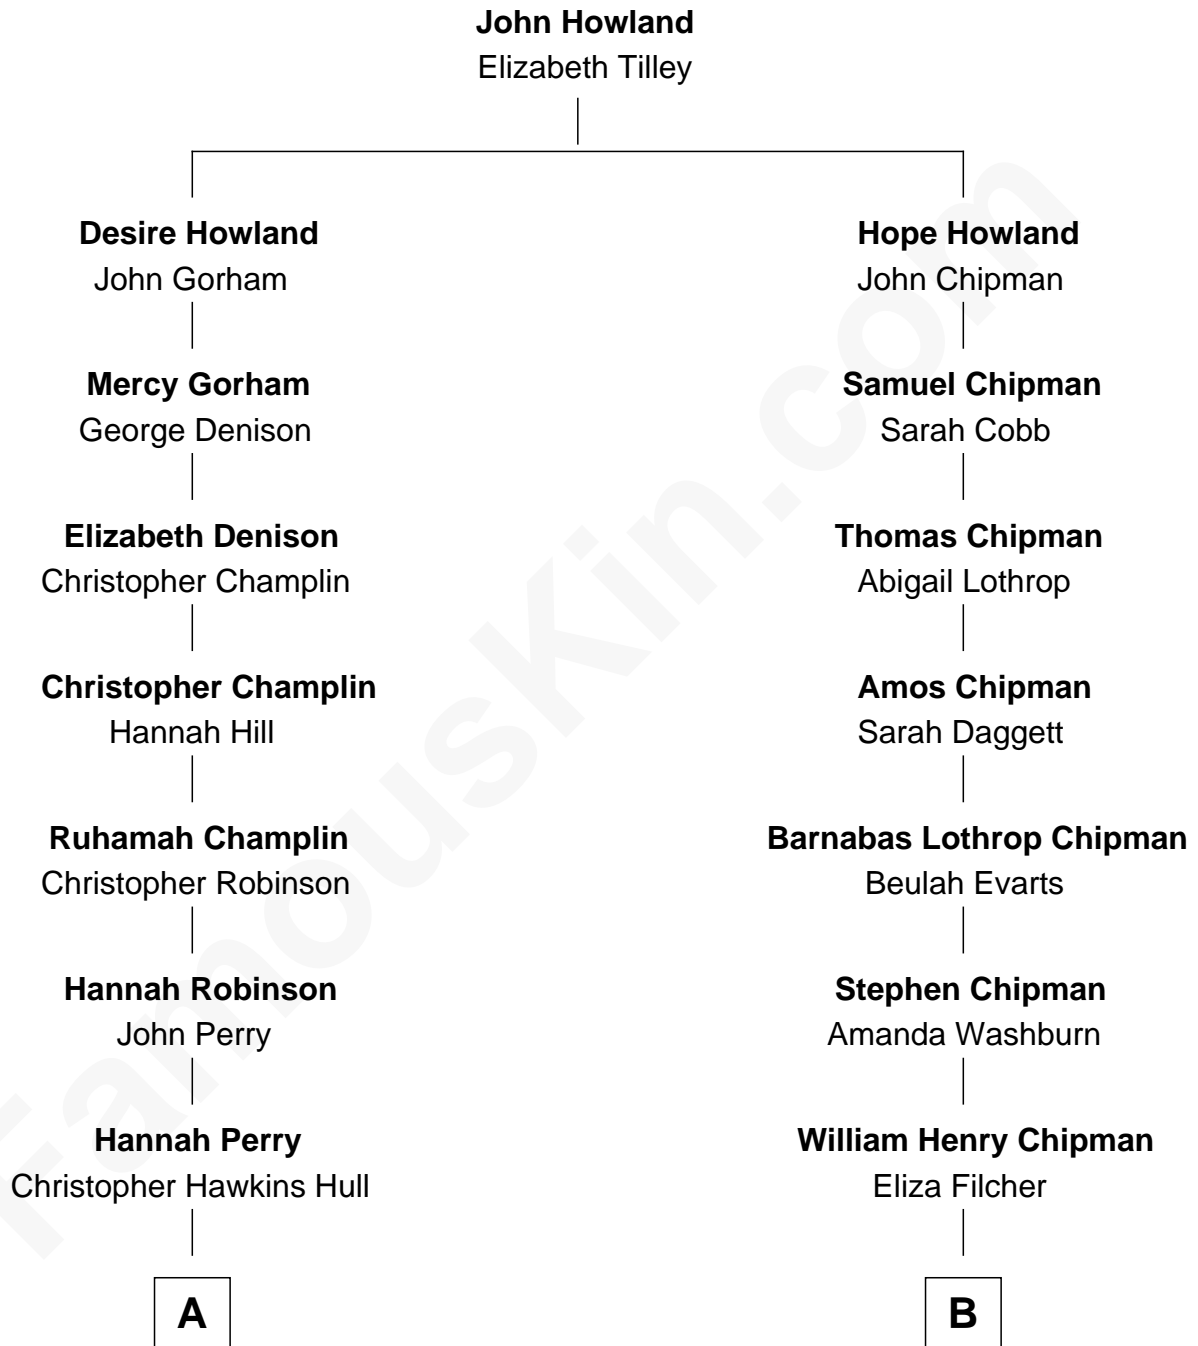 John Howland
Elizabeth Tilley
Desire Howland
John Gorham
Hope Howland
John Chipman
Mercy Gorham
George Denison
Samuel Chipman
Sarah Cobb
Elizabeth Denison
Christopher Champlin
Thomas Chipman
Abigail Lothrop
Christopher Champlin
Hannah Hill
Amos Chipman
Sarah Daggett
Ruhamah Champlin
Christopher Robinson
Barnabas Lothrop Chipman
Beulah Evarts
Hannah Robinson
John Perry
Stephen Chipman
Amanda Washburn
Hannah Perry
Christopher Hawkins Hull
William Henry Chipman
Eliza Filcher
A
B
FamousKin.com